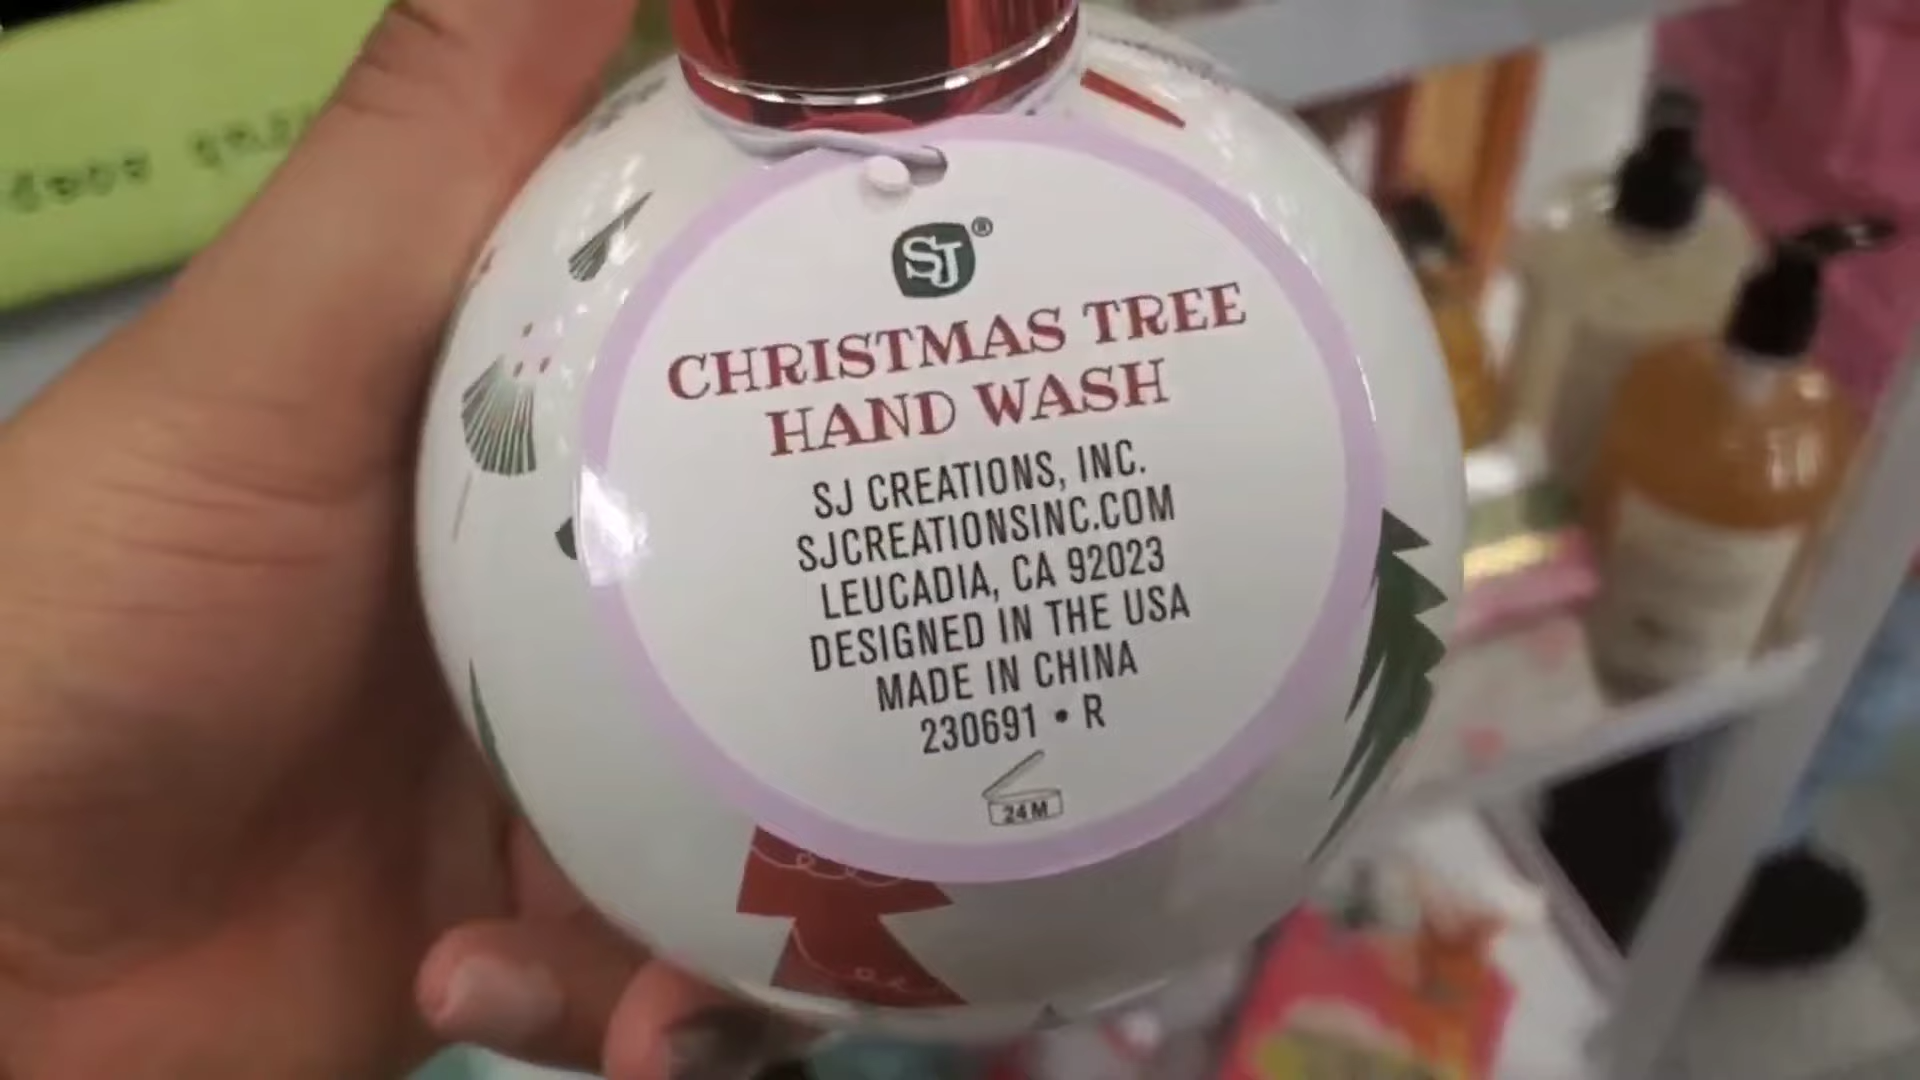 SJ®
CHRISTMAS TREE
HAND WASH
SJ CREATIONS, INC.
SJCREATIONSINC.COM
LEUCADIA, CA 92023
DESIGNED IN THE USA
MADE IN CHINA
230691 • R
24M